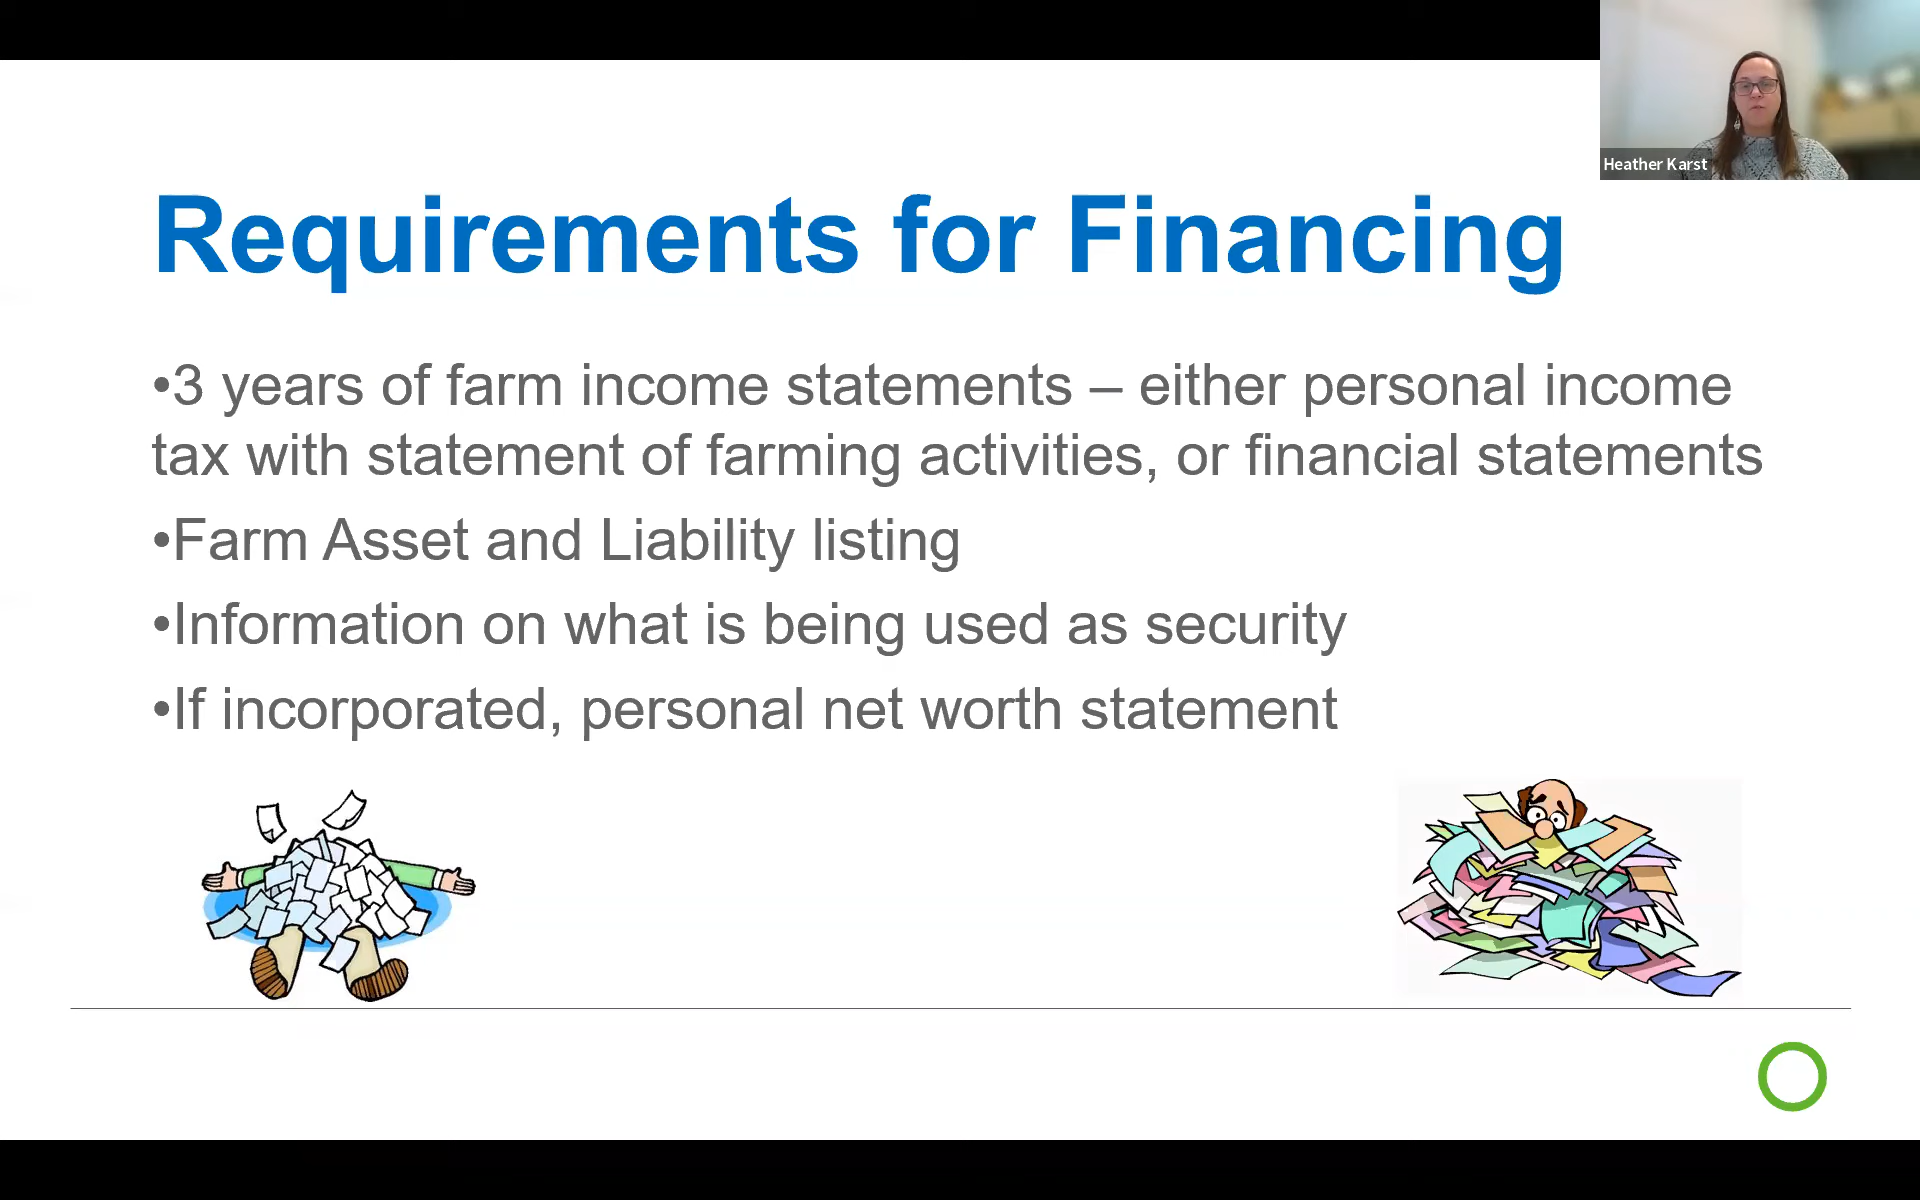 Heather Karst
Requirements for Financing
•3 years of farm income statements – either personal income
tax with statement of farming activities, or financial statements
•Farm Asset and Liability listing
•Information on what is being used as security
•If incorporated, personal net worth statement